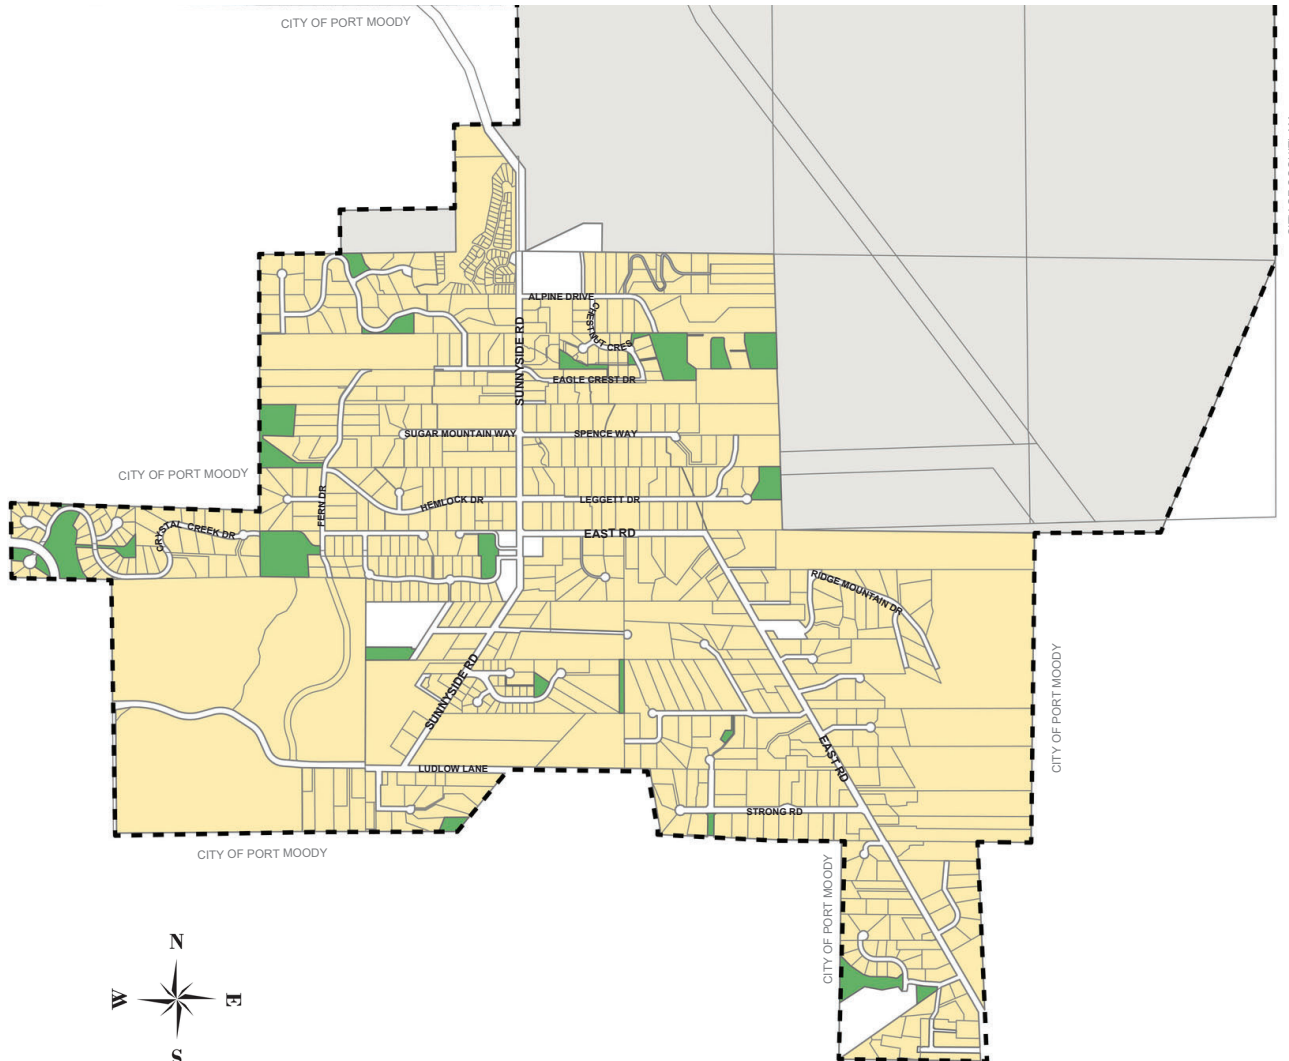 CITY OF PORT MOODY
ALPINE DRIVE
CHESTNUT CRES
SUNNYSIDE RD
EAGLE CREST DR
SUGAR MOUNTAIN WAY
SPENCE WAY
CITY OF PORT MOODY
FERN DR
HEMLOCK DR
LEGGETT DR
CRYSTAL CREEK DR
EAST RD
RIDGE MOUNTAIN DR
SUNNYSIDE RD
CITY OF PORT MOODY
EAST RD
LUDLOW LANE
STRONG RD
CITY OF PORT MOODY
CITY OF PORT MOODY
N
W
E
S